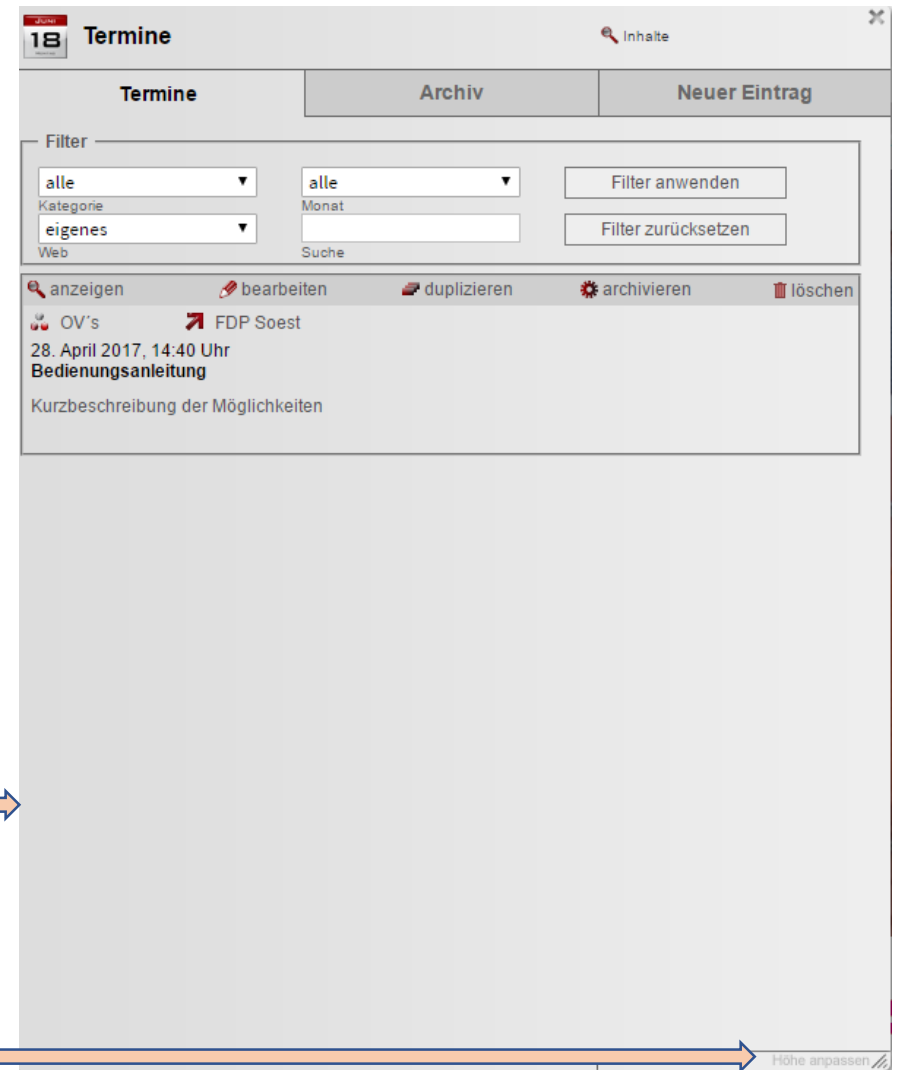 JUNI
18 Termine Inhalte
Termine Archiv Neuer Eintrag
Filter
alle ▼ alle ▼ Filter anwenden
Kategorie Monat
eigenes ▼ Filter zurücksetzen
Web Suche
anzeigen bearbeiten duplizieren archivieren löschen
OV´s FDP Soest
28. April 2017, 14:40 Uhr
Bedienungsanleitung
Kurzbeschreibung der Möglichkeiten
Höhe anpassen